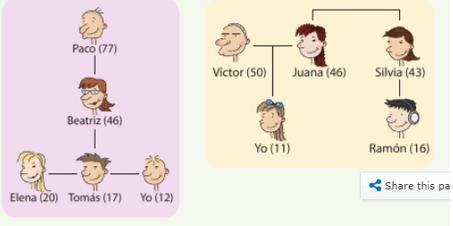 Paco (77)
Beatriz (46)
Elena (20) Tomás (17) Yo (12)
Víctor (50) Juana (46) Silvia (43)
Yo (11) Ramón (16)
Share this pa